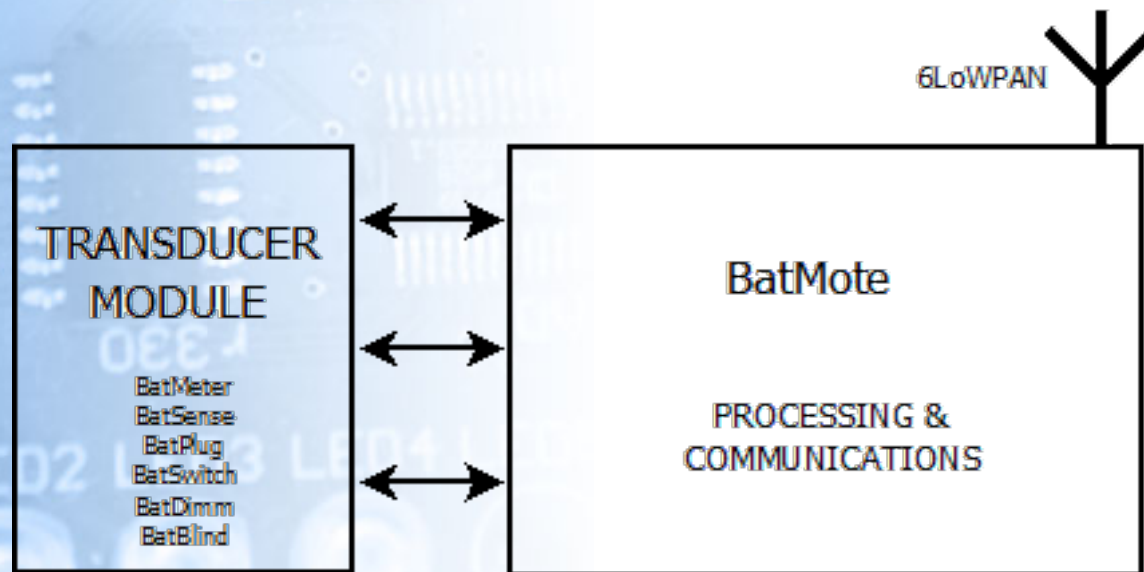 6LoWPAN
TRANSDUCER
MODULE
BatMeter
BatSense
BatPlug
BatSwitch
BatDimm
BatBlind
BatMote
PROCESSING &
COMMUNICATIONS